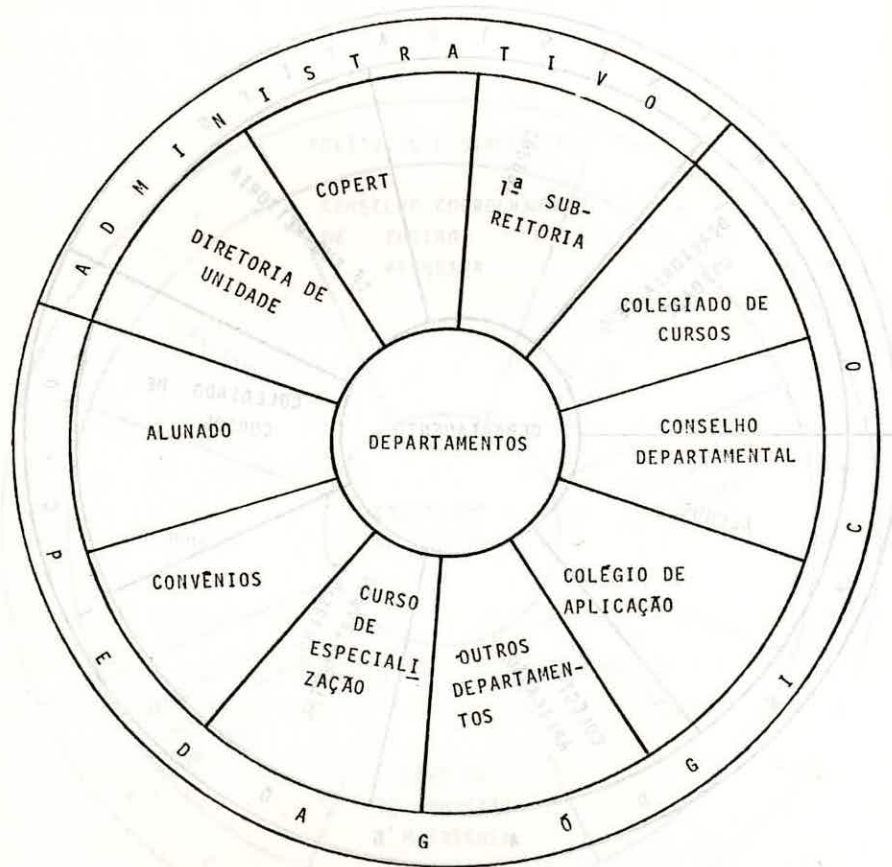 ADMINISTRATIVO
COPERT
1ª SUB-
REITORIA
DIRETORIA DE
UNIDADE
COLEGIADO DE
CURSOS
ALUNADO
DEPARTAMENTOS
CONSELHO
DEPARTAMENTAL
CONVÊNIOS
CURSO
DE
ESPECIALI
ZAÇÃO
OUTROS
DEPARTAMEN-
TOS
COLÉGIO DE
APLICAÇÃO
PEDAGÓGICO